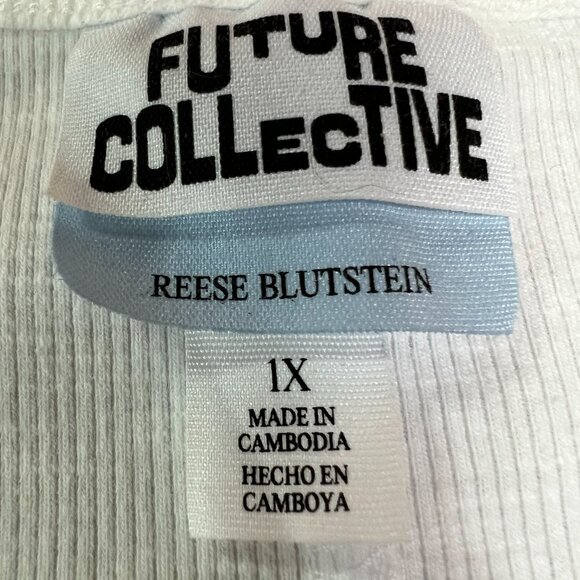 FUTURE
COLLECTIVE
REESE BLUTSTEIN
1X
MADE IN
CAMBODIA
HECHO EN
CAMBOYA